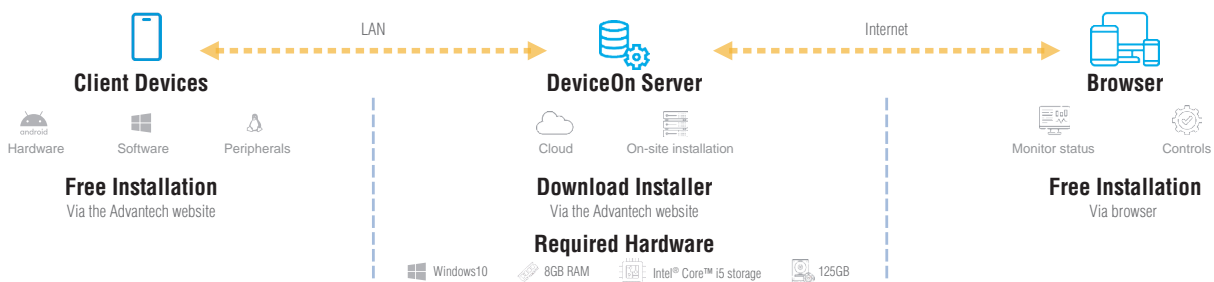 LAN
Internet
Client Devices
DeviceOn Server
Browser
android
Hardware
Software
Peripherals
Cloud
On-site installation
Monitor status
Controls
Free Installation
Via the Advantech website
Download Installer
Via the Advantech website
Free Installation
Via browser
Required Hardware
Windows10
8GB RAM
Intel® Core™ i5 storage
125GB